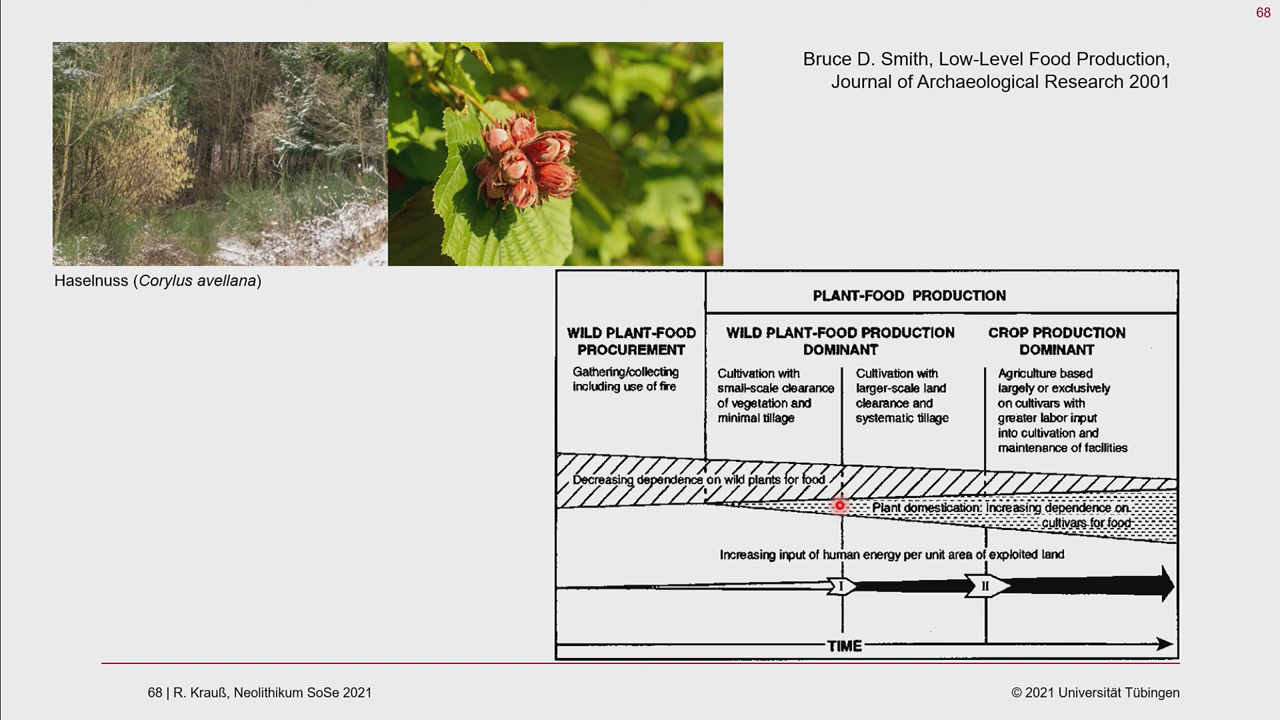 68
Bruce D. Smith, Low-Level Food Production,
Journal of Archaeological Research 2001
Haselnuss (Corylus avellana)
PLANT-FOOD PRODUCTION
WILD PLANT-FOOD
PROCUREMENT
Gathering/collecting
including use of fire
WILD PLANT-FOOD PRODUCTION
DOMINANT
Cultivation with
small-scale clearance
of vegetation and
minimal tillage
Cultivation with
larger-scale land
clearance and
systematic tillage
CROP PRODUCTION
DOMINANT
Agriculture based
largely or exclusively
on cultivars with
greater labor input
into cultivation and
maintenance of facilities
Decreasing dependence on wild plants for food
Plant domestication: Increasing dependence on
cultivars for food
Increasing input of human energy per unit area of exploited land
I
II
TIME
68 | R. Krauß, Neolithikum SoSe 2021
© 2021 Universität Tübingen